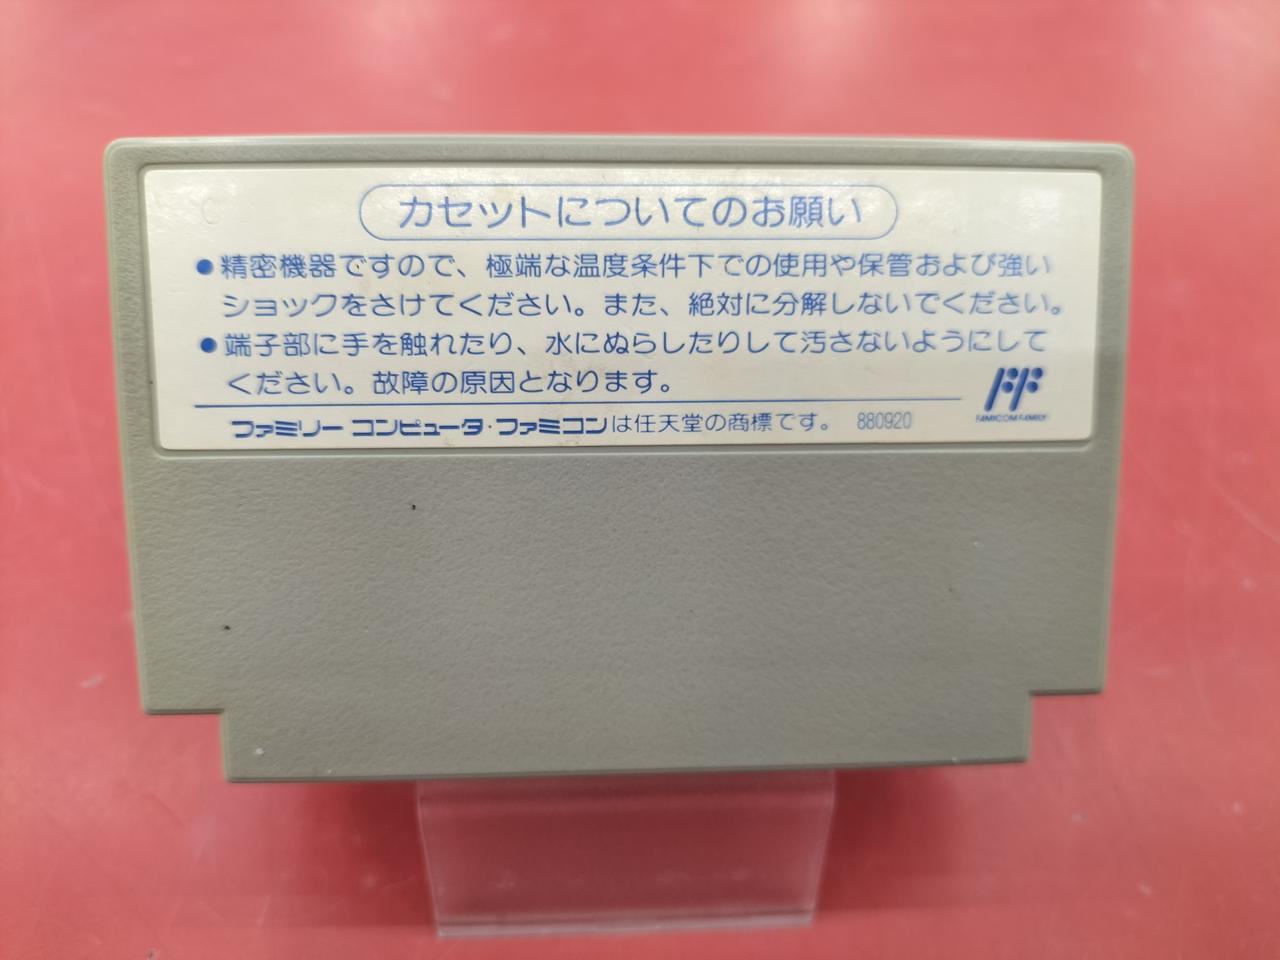 カセットについてのお願い
●精密機器ですので、極端な温度条件下での使用や保管および強い
ショックをさけてください。また、絶対に分解しないでください。
●端子部に手を触れたり、水にぬらしたりして汚さないようにして
ください。故障の原因となります。
FF
FAMICOM FAMILY
ファミリー コンピュータ・ファミコンは任天堂の商標です。 880920